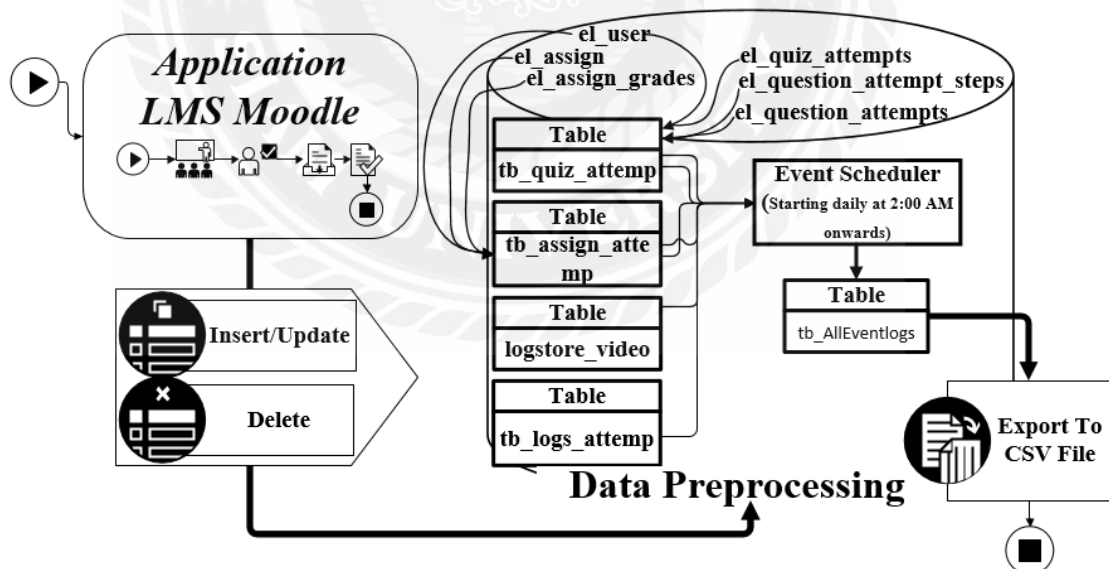 Application
LMS Moodle
Insert/Update
Delete
el_user
el_assign
el_assign_grades
el_quiz_attempts
el_question_attempt_steps
el_question_attempts
Table
tb_quiz_attemp
Table
tb_assign_atte
mp
Table
logstore_video
Table
tb_logs_attemp
Event Scheduler
(Starting daily at 2:00 AM
onwards)
Table
tb_AllEventlogs
Export To
CSV File
Data Preprocessing